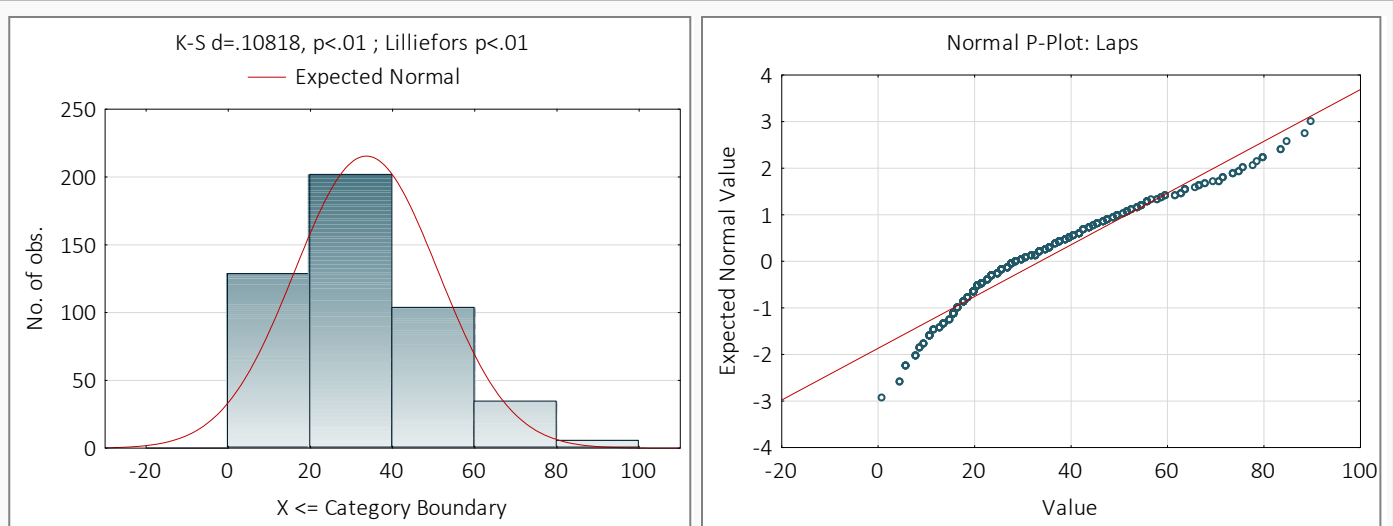 K-S d=.10818, p<.01 ; Lilliefors p<.01
Expected Normal
250
200
150
100
50
0
No. of obs.
-20 0 20 40 60 80 100
X <= Category Boundary
Normal P-Plot: Laps
4
3
2
1
0
-1
-2
-3
-4
Expected Normal Value
-20 0 20 40 60 80 100
Value